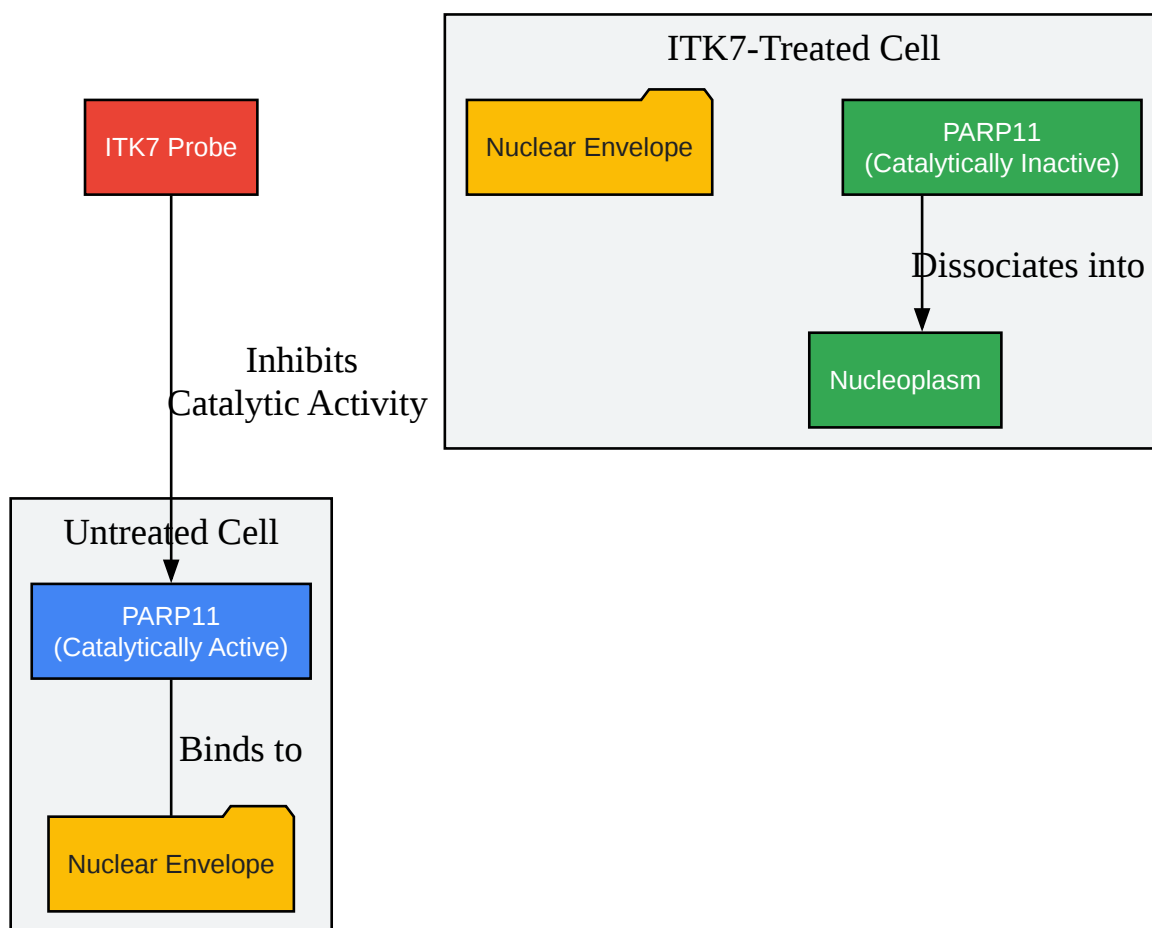 ITK7-Treated Cell
ITK7 Probe
Nuclear Envelope
PARP11
(Catalytically Inactive)
Dissociates into
Nucleoplasm
Inhibits
Catalytic Activity
Untreated Cell
PARP11
(Catalytically Active)
Binds to
Nuclear Envelope